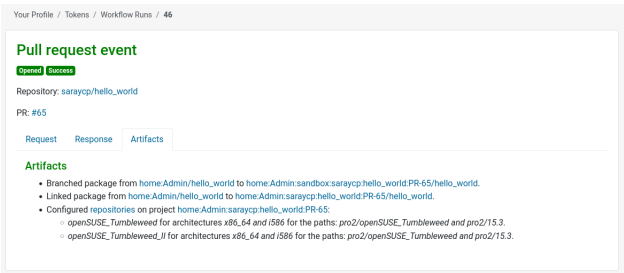 Your Profile / Tokens / Workflow Runs / 46
Pull request event
Opened Success
Repository: saraycp/hello_world
PR: #65
Request Response Artifacts
Artifacts
• Branched package from home:Admin/hello_world to home:Admin:sandbox:saraycp:hello_world:PR-65/hello_world.
• Linked package from home:Admin/hello_world to home:Admin:saraycp:hello_world:PR-65/hello_world.
• Configured repositories on project home:Admin:saraycp:hello_world:PR-65:
◦ openSUSE_Tumbleweed for architectures x86_64 and i586 for the paths: pro2/openSUSE_Tumbleweed and pro2/15.3.
◦ openSUSE_Tumbleweed_II for architectures x86_64 and i586 for the paths: pro2/openSUSE_Tumbleweed and pro2/15.3.